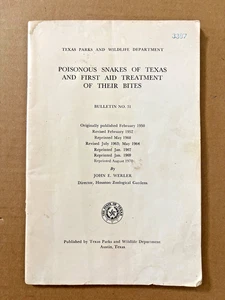 3387
TEXAS PARKS AND WILDLIFE DEPARTMENT
POISONOUS SNAKES OF TEXAS
AND FIRST AID TREATMENT
OF THEIR BITES
BULLETIN NO. 31
Originally published February 1950
Revised February 1952
Reprinted May 1960
Revised July 1963; May 1964
Reprinted Jan. 1967
Reprinted Jan. 1969
Reprinted August 1970
By
JOHN E. WERLER
Director, Houston Zoological Gardens
Published by Texas Parks and Wildlife Department
Austin, Texas